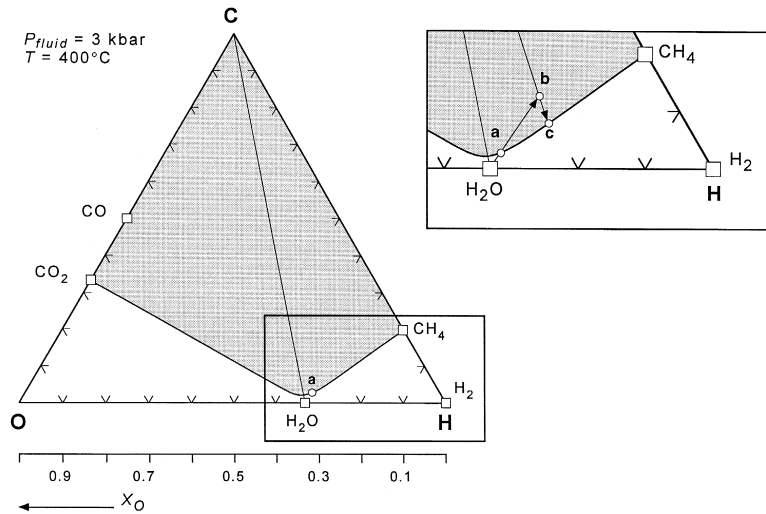 P_fluid = 3 kbar
T = 400°C
C
CO
CO₂
CH₄
a
H₂
O
H₂O
H
0.9 0.7 0.5 0.3 0.1
X_O
b
CH₄
a
c
H₂
H₂O
H